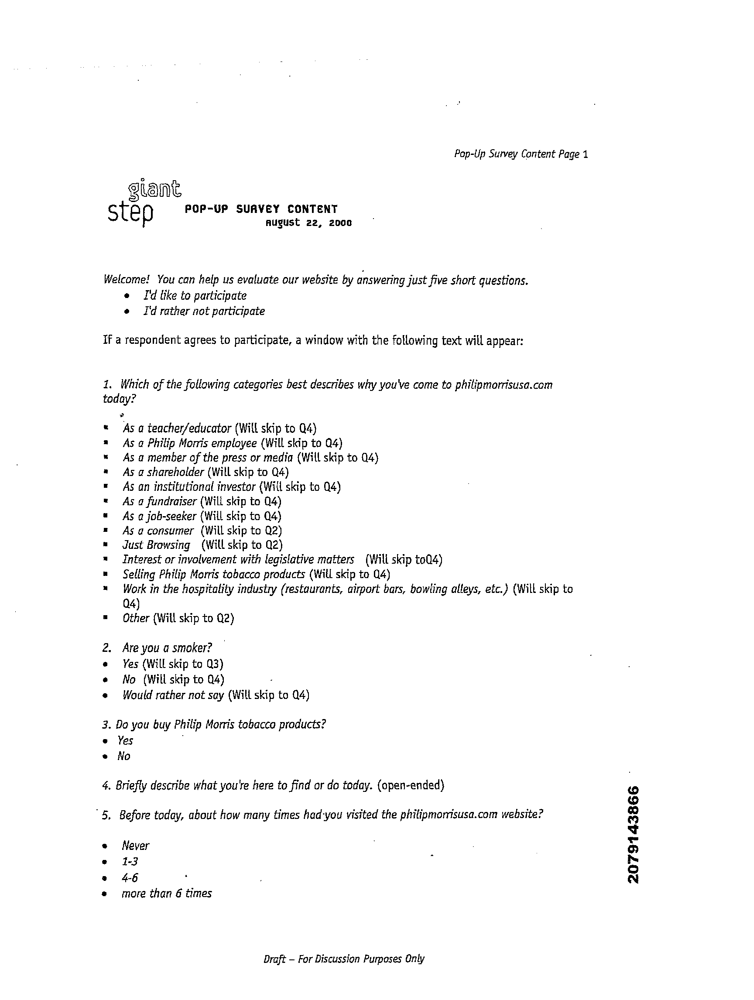 Pop-Up Survey Content Page 1
giant
step
POP-UP SURVEY CONTENT
August 22, 2000
Welcome! You can help us evaluate our website by answering just five short questions.
• I'd like to participate
• I'd rather not participate
If a respondent agrees to participate, a window with the following text will appear:
1. Which of the following categories best describes why you've come to philipmorrisusa.com
today?
▪ As a teacher/educator (Will skip to Q4)
▪ As a Philip Morris employee (Will skip to Q4)
▪ As a member of the press or media (Will skip to Q4)
▪ As a shareholder (Will skip to Q4)
▪ As an institutional investor (Will skip to Q4)
▪ As a fundraiser (Will skip to Q4)
▪ As a job-seeker (Will skip to Q4)
▪ As a consumer (Will skip to Q2)
▪ Just Browsing (Will skip to Q2)
▪ Interest or involvement with legislative matters (Will skip toQ4)
▪ Selling Philip Morris tobacco products (Will skip to Q4)
▪ Work in the hospitality industry (restaurants, airport bars, bowling alleys, etc.) (Will skip to
Q4)
▪ Other (Will skip to Q2)
2. Are you a smoker?
• Yes (Will skip to Q3)
• No (Will skip to Q4)
• Would rather not say (Will skip to Q4)
3. Do you buy Philip Morris tobacco products?
• Yes
• No
4. Briefly describe what you're here to find or do today. (open-ended)
5. Before today, about how many times had you visited the philipmorrisusa.com website?
• Never
• 1-3
• 4-6
• more than 6 times
2079143866
Draft – For Discussion Purposes Only